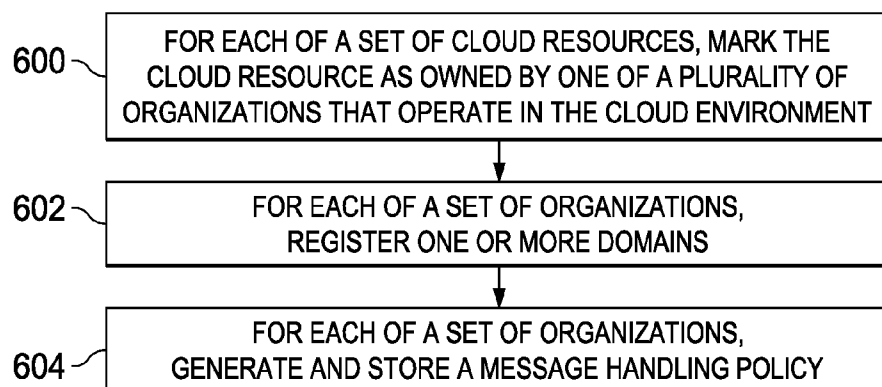 600
FOR EACH OF A SET OF CLOUD RESOURCES, MARK THE
CLOUD RESOURCE AS OWNED BY ONE OF A PLURALITY OF
ORGANIZATIONS THAT OPERATE IN THE CLOUD ENVIRONMENT
602
FOR EACH OF A SET OF ORGANIZATIONS,
REGISTER ONE OR MORE DOMAINS
604
FOR EACH OF A SET OF ORGANIZATIONS,
GENERATE AND STORE A MESSAGE HANDLING POLICY